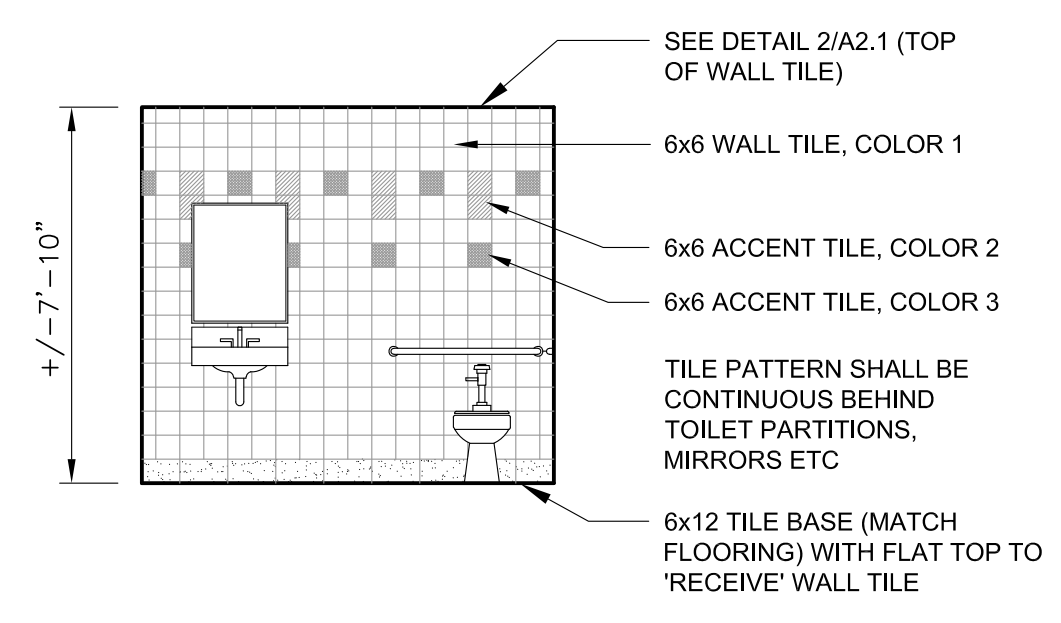 SEE DETAIL 2/A2.1 (TOP
OF WALL TILE)
6x6 WALL TILE, COLOR 1
+/-7'-10"
6x6 ACCENT TILE, COLOR 2
6x6 ACCENT TILE, COLOR 3
TILE PATTERN SHALL BE
CONTINUOUS BEHIND
TOILET PARTITIONS,
MIRRORS ETC
6x12 TILE BASE (MATCH
FLOORING) WITH FLAT TOP TO
'RECEIVE' WALL TILE